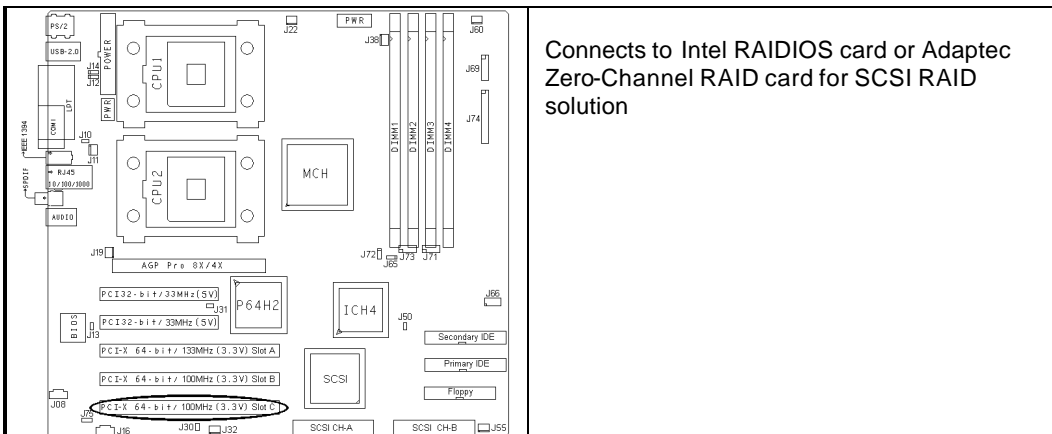 PS/2
J22
PWR
J60
USB-2.0
POWER
CPU1
J38
J14
J12
J69
PWR
LPT
COM1
J74
DIMM1
DIMM2
DIMM3
DIMM4
IEEE 1394
J10
J11
RJ45
10/100/1000
SPDIF
CPU2
MCH
AUDIO
J19
J72
J65
J73
J71
AGP Pro 8X/4X
PCI32-bit/33MHz(5V)
J31
P64H2
ICH4
J66
J50
BIOS
J13
PCI32-bit/33MHz (5V)
Secondary IDE
PCI-X 64-bit/ 133MHz (3.3V) Slot A
Primary IDE
PCI-X 64-bit/ 100MHz (3.3V) Slot B
SCSI
Floppy
J08
PCI-X 64-bit/ 100MHz (3.3V) Slot C
J75
J16
J30
J32
SCSI CH-A
SCSI CH-B
J55
Connects to Intel RAIDIOS card or Adaptec
Zero-Channel RAID card for SCSI RAID
solution